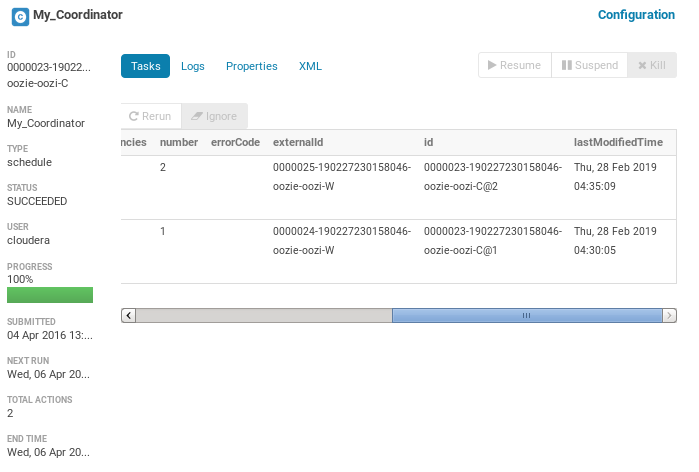 My_Coordinator
Configuration
ID
0000023-19022...
oozie-oozi-C
NAME
My_Coordinator
TYPE
schedule
STATUS
SUCCEEDED
USER
cloudera
PROGRESS
100%
SUBMITTED
04 Apr 2016 13:...
NEXT RUN
Wed, 06 Apr 20...
TOTAL ACTIONS
2
END TIME
Wed, 06 Apr 20...
Tasks Logs Properties XML
Resume Suspend Kill
Rerun Ignore
ncies number errorCode externalId id lastModifiedTime
2 0000025-190227230158046- 0000023-190227230158046- Thu, 28 Feb 2019
oozie-oozi-W oozie-oozi-C@2 04:35:09
1 0000024-190227230158046- 0000023-190227230158046- Thu, 28 Feb 2019
oozie-oozi-W oozie-oozi-C@1 04:30:05